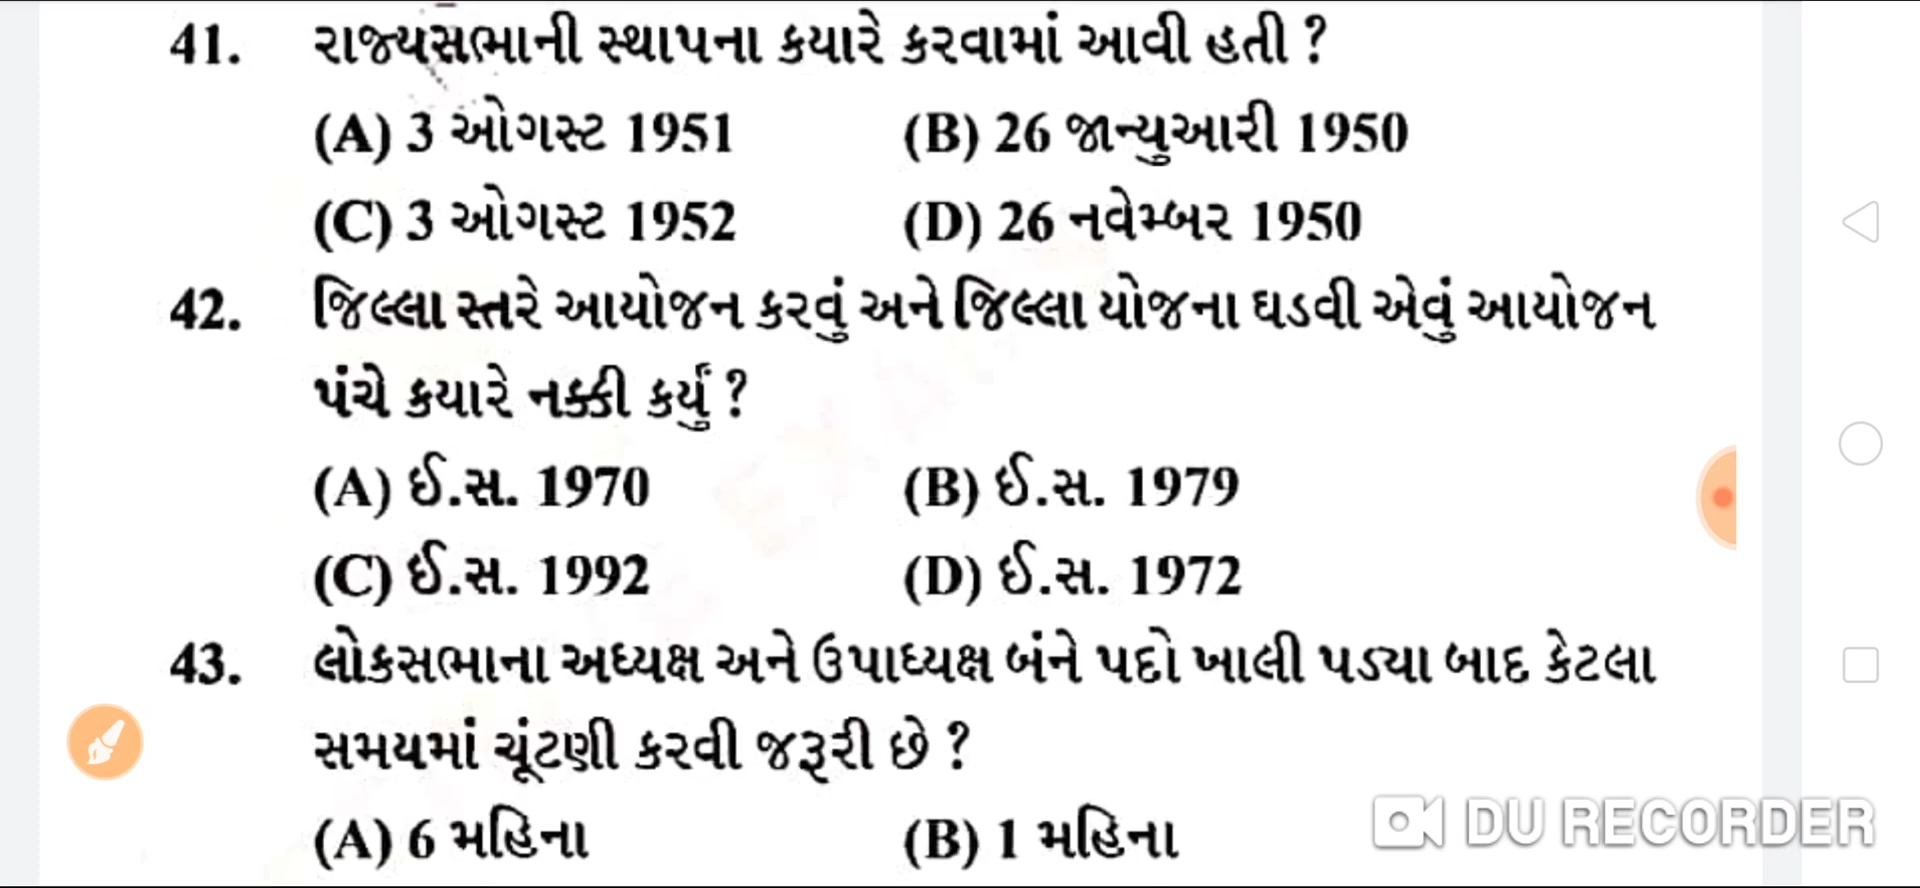 41. રાજ્યસભાની સ્થાપના કયારે કરવામાં આવી હતી ?
(A) 3 ઓગસ્ટ 1951 (B) 26 જાન્યુઆરી 1950
(C) 3 ઓગસ્ટ 1952 (D) 26 નવેમ્બર 1950
42. જિલ્લા સ્તરે આયોજન કરવું અને જિલ્લા યોજના ઘડવી એવું આયોજન
પંચે કયારે નક્કી કર્યું ?
(A) ઈ.સ. 1970 (B) ઈ.સ. 1979
(C) ઈ.સ. 1992 (D) ઈ.સ. 1972
43. લોકસભાના અધ્યક્ષ અને ઉપાધ્યક્ષ બંને પદો ખાલી પડ્યા બાદ કેટલા
સમયમાં ચૂંટણી કરવી જરૂરી છે ?
(A) 6 મહિના (B) 1 મહિના
DU RECORDER